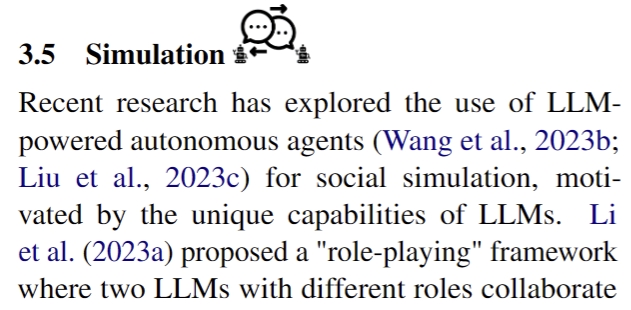 3.5 Simulation
Recent research has explored the use of LLM-
powered autonomous agents (Wang et al., 2023b;
Liu et al., 2023c) for social simulation, moti-
vated by the unique capabilities of LLMs. Li
et al. (2023a) proposed a "role-playing" framework
where two LLMs with different roles collaborate